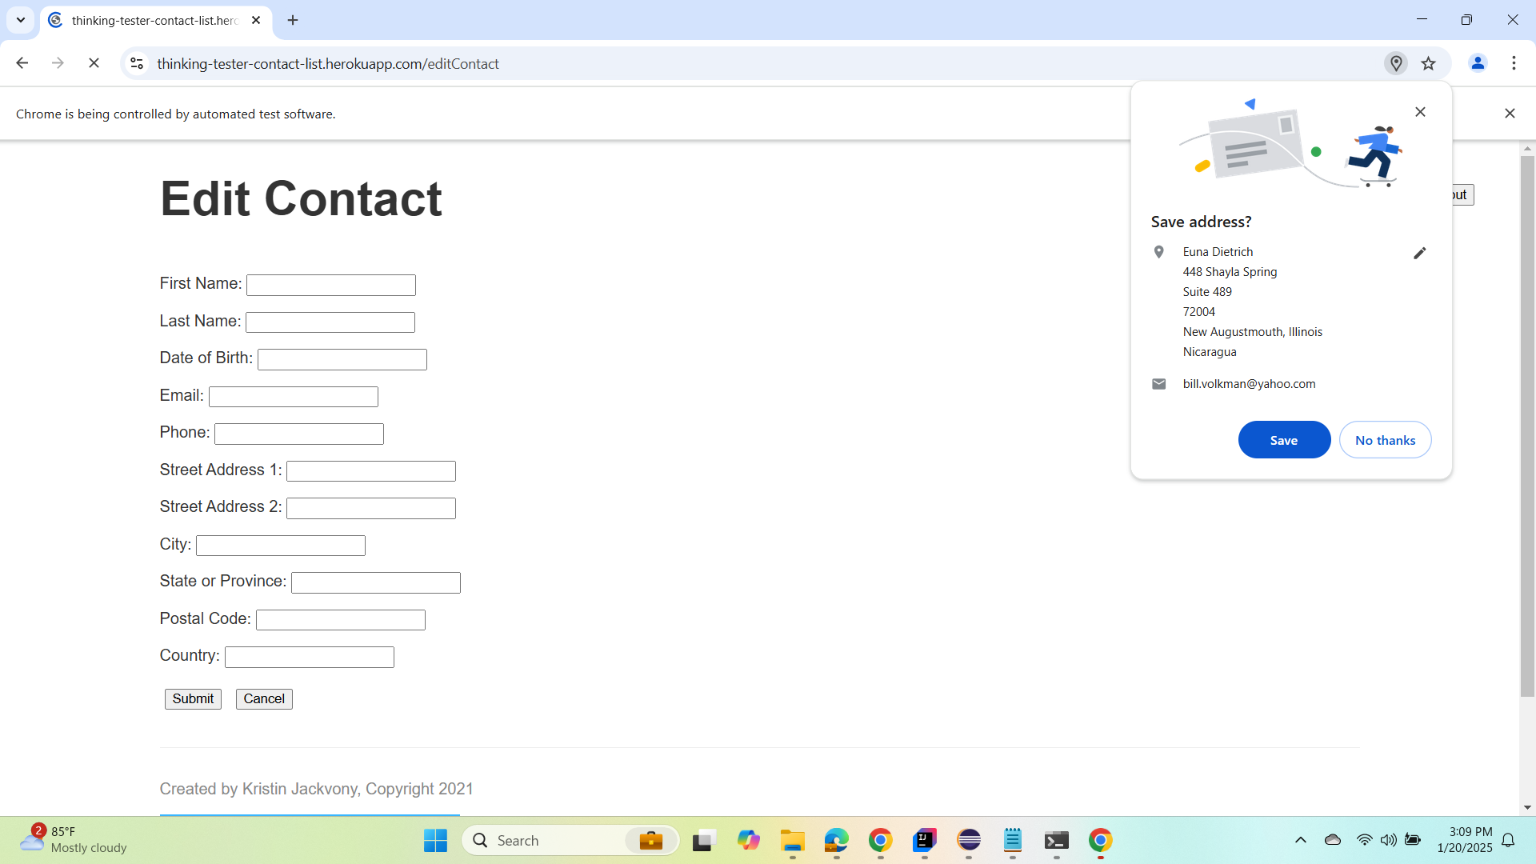 thinking-tester-contact-list.herc
thinking-tester-contact-list.herokuapp.com/editContact
Chrome is being controlled by automated test software.
Edit Contact
First Name:
Last Name:
Date of Birth:
Email:
Phone:
Street Address 1:
Street Address 2:
City:
State or Province:
Postal Code:
Country:
Submit Cancel
Created by Kristin Jackvony, Copyright 2021
out
Save address?
Euna Dietrich
448 Shayla Spring
Suite 489
72004
New Augustmouth, Illinois
Nicaragua
bill.volkman@yahoo.com
Save No thanks
2
85°F
Mostly cloudy
Search
3:09 PM
1/20/2025